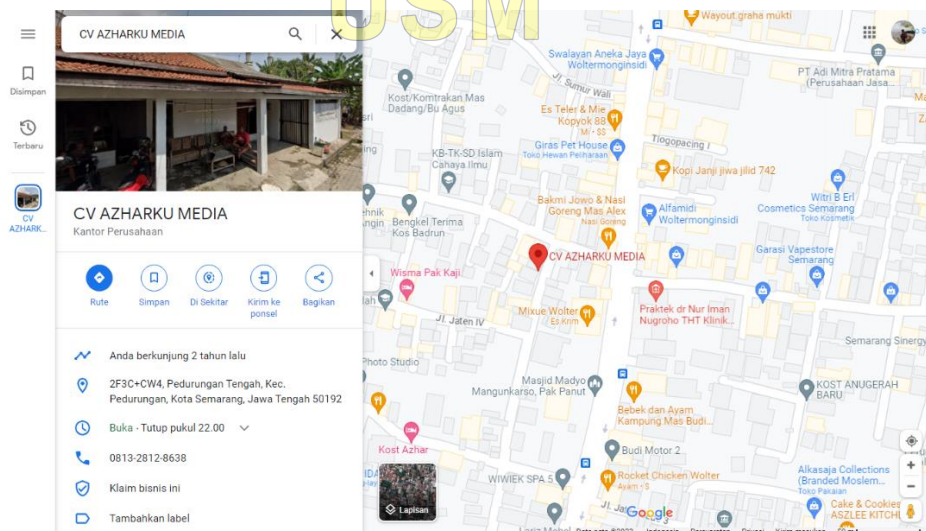 USM
CV AZHARKU MEDIA
Disimpan
Terbaru
CV
AZHARK...
CV AZHARKU MEDIA
Kantor Perusahaan
Rute
Simpan
Di Sekitar
Kirim ke
ponsel
Bagikan
Anda berkunjung 2 tahun lalu
2F3C+CW4, Pedurungan Tengah, Kec.
Pedurungan, Kota Semarang, Jawa Tengah 50192
Buka · Tutup pukul 22.00
0813-2812-8638
Klaim bisnis ini
Tambahkan label
Wayout graha mukti
Swalayan Aneka Jaya
Woltermonginsidi
PT Adi Mitra Pratama
(Perusahaan Jasa...
Jl. Sumur Wali
Kost/Komtrakan Mas
Dadang/Bu Agus
Es Teler & Mie
Kopyok 88
Mi · $$
Tlogopacing I
Giras Pet House
Toko Hewan Peliharaan
KB-TK-SD Islam
Cahaya Ilmu
Kopi Janji jiwa jilid 742
Witri B Erl
Cosmetics Semarang
Toko Kosmetik
Bakmi Jowo & Nasi
Goreng Mas Alex
Nasi Goreng
Alfamidi
Woltermonginsidi
Bengkel Terima
Kos Badrun
Garasi Vapestore
Semarang
CV AZHARKU MEDIA
Wisma Pak Kaji
Praktek dr Nur Iman
Nugroho THT Klinik...
Mixue Wolter
Es Krim
Jl. Jaten IV
Semarang Sinergy
Photo Studio
Masjid Madyo
Mangunkarso, Pak Panut
KOST ANUGERAH
BARU
Bebek dan Ayam
Kampung Mas Budi...
Kost Azhar
Budi Motor 2
WIWIEK SPA 5
Rocket Chicken Wolter
Ayam · $
Alkasaja Collections
(Branded Moslem...
Toko Pakaian
Lapisan
Google
Cake & Cookies
ASZLEE KITCH